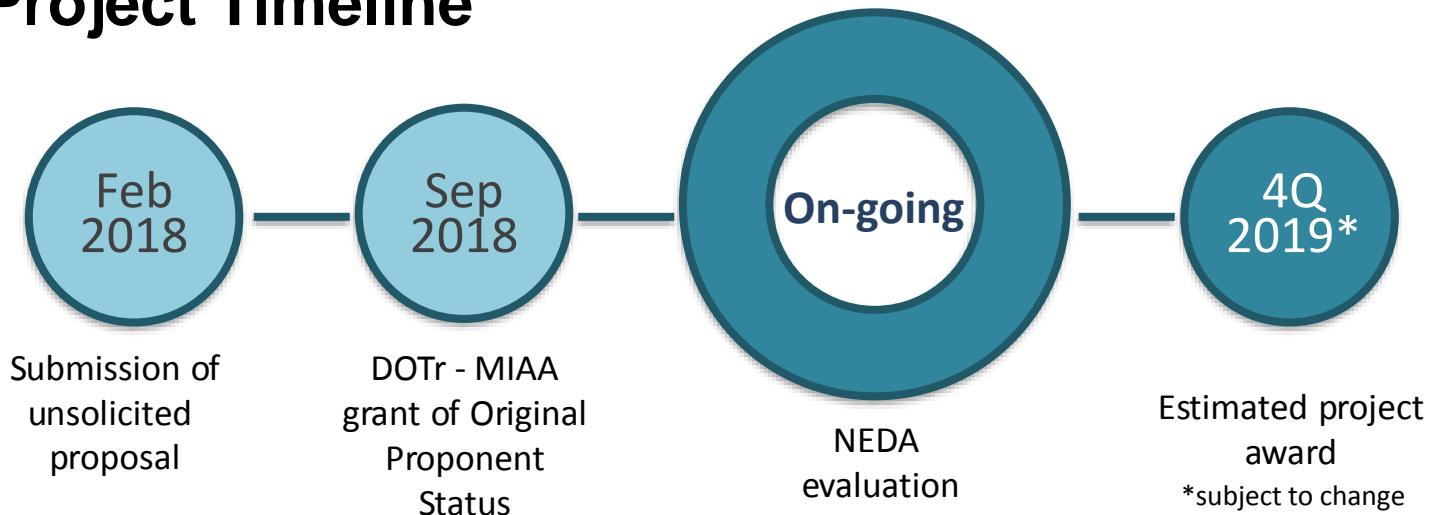 Project Timeline
Feb
2018
Sep
2018
On-going
4Q
2019*
Submission of
unsolicited
proposal
DOTr - MIAA
grant of Original
Proponent
Status
NEDA
evaluation
Estimated project
award
*subject to change